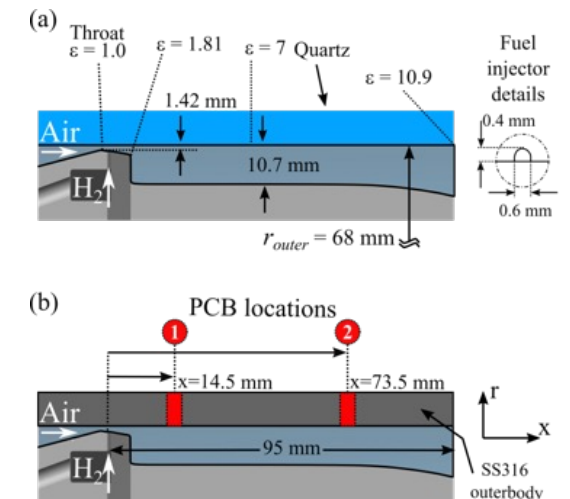 (a)
Throat
ε = 1.0
ε = 1.81
ε = 7
Quartz
ε = 10.9
Fuel
injector
details
1.42 mm
0.4 mm
Air
10.7 mm
H2
0.6 mm
router = 68 mm
(b)
PCB locations
1
2
x=14.5 mm
x=73.5 mm
r
Air
x
95 mm
H2
SS316
outerbody